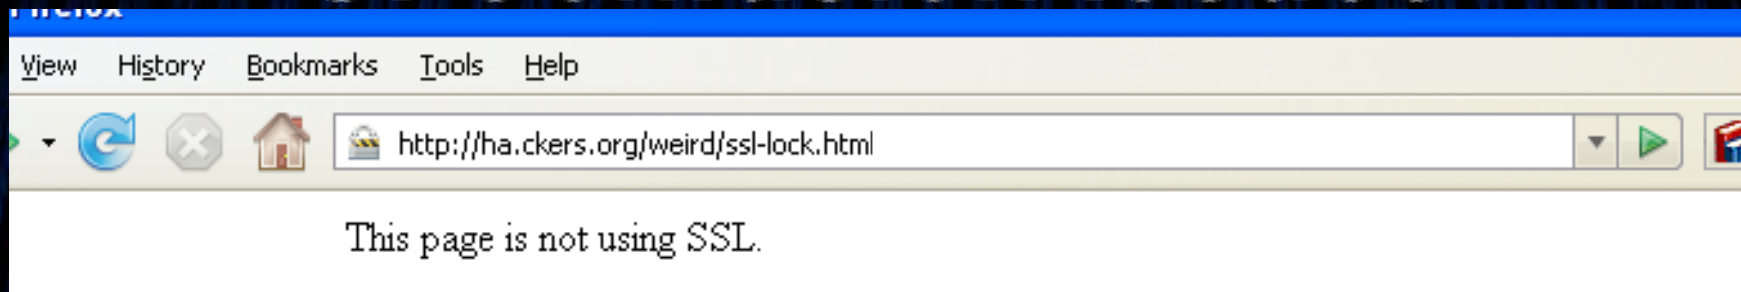 Firefox
View History Bookmarks Tools Help
http://ha.ckers.org/weird/ssl-lock.html
This page is not using SSL.